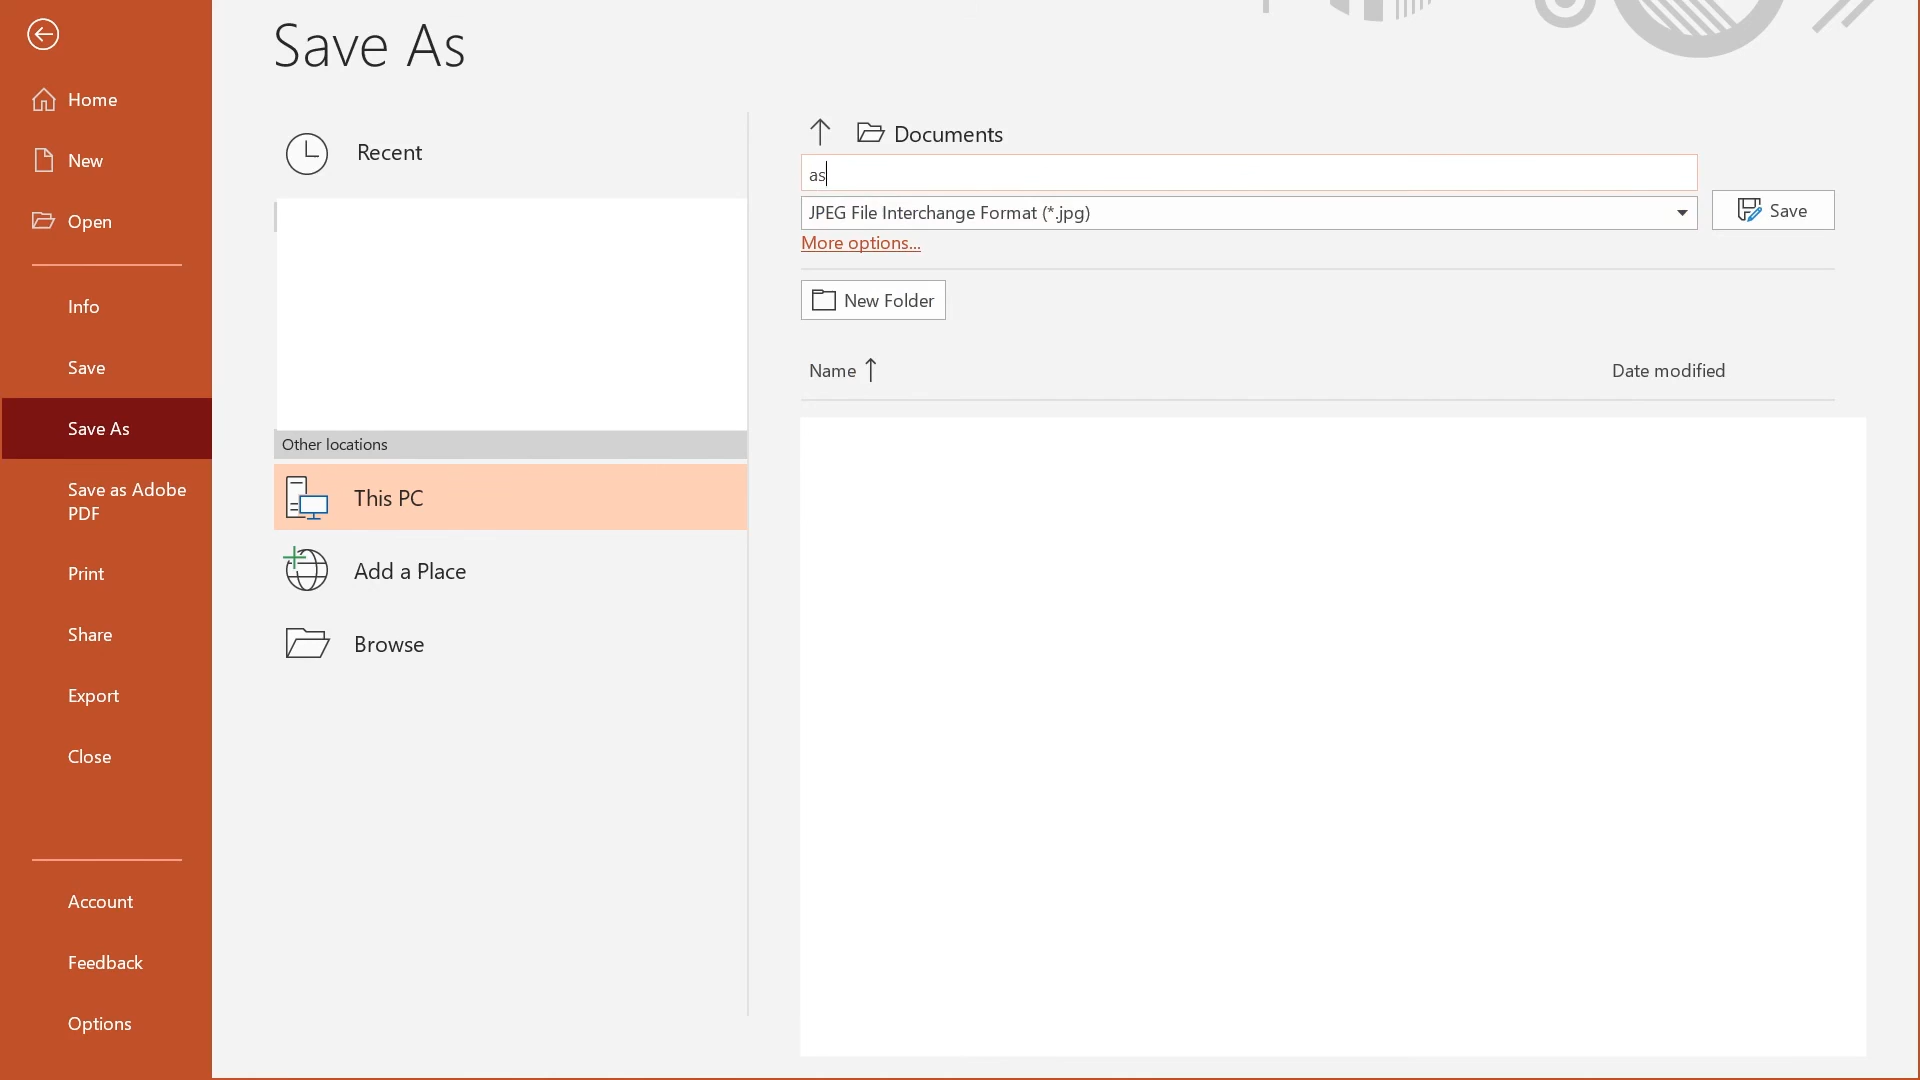 Save As
Home
New
Open
Info
Save
Save As
Save as Adobe
PDF
Print
Share
Export
Close
Account
Feedback
Options
Recent
Other locations
This PC
Add a Place
Browse
Documents
as
JPEG File Interchange Format (*.jpg)
Save
More options...
New Folder
Name
Date modified